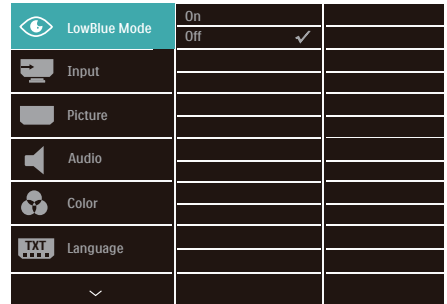 LowBlue Mode
On
Off
Input
Picture
Audio
Color
TXT
Language